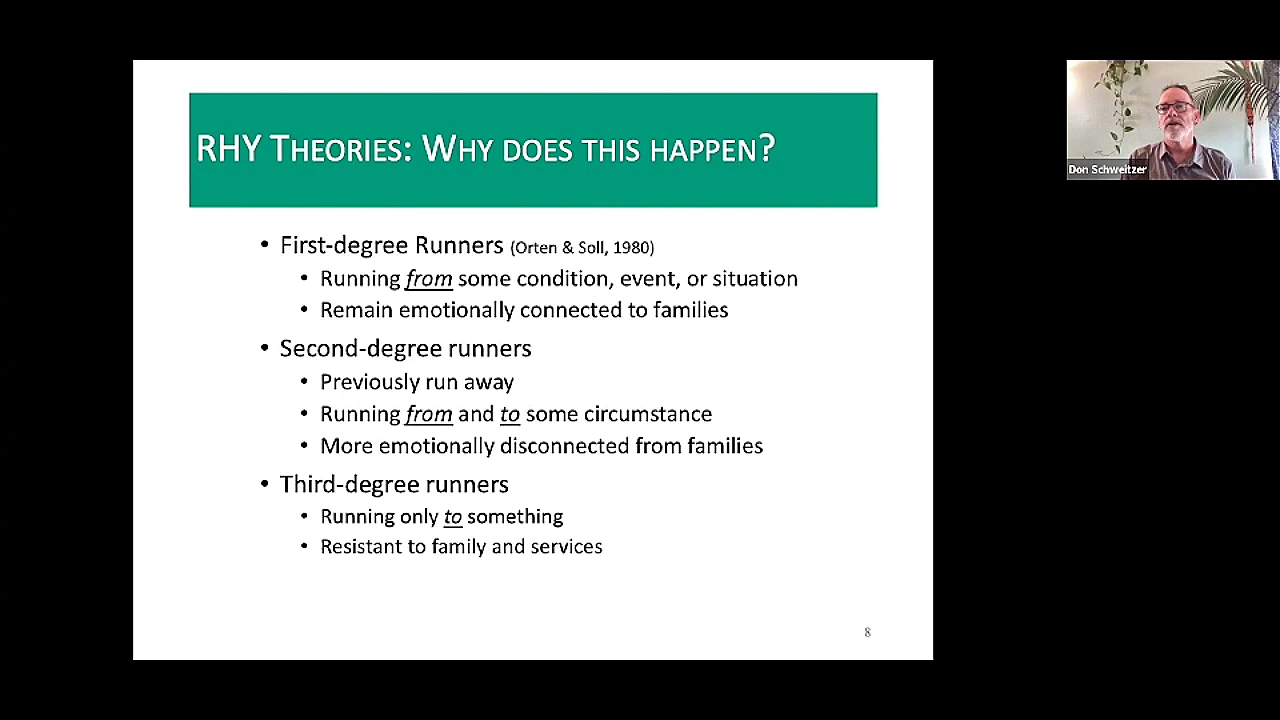 RHY THEORIES: WHY DOES THIS HAPPEN?
• First-degree Runners (Orten & Soll, 1980)
• Running from some condition, event, or situation
• Remain emotionally connected to families
• Second-degree runners
• Previously run away
• Running from and to some circumstance
• More emotionally disconnected from families
• Third-degree runners
• Running only to something
• Resistant to family and services
8
Don Schweitzer